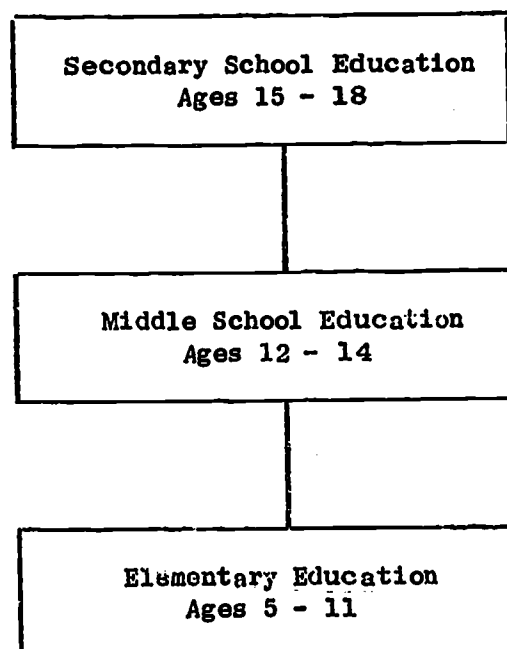 Secondary School Education
Ages 15 - 18
Middle School Education
Ages 12 - 14
Elementary Education
Ages 5 - 11